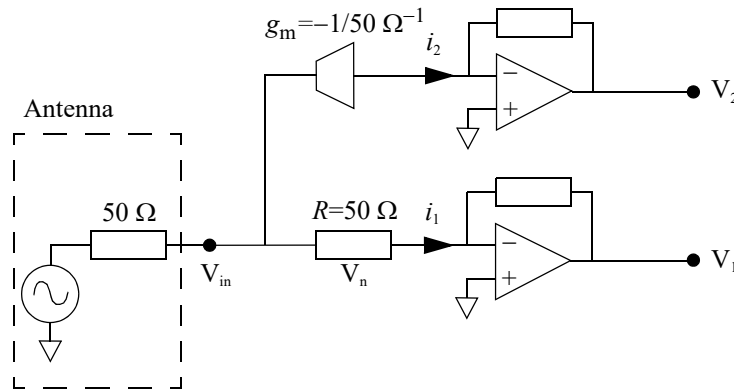 gm=−1/50 Ω⁻¹
i₂
−
+
V₂
Antenna
50 Ω
R=50 Ω
i₁
−
+
Vin
Vn
V₁